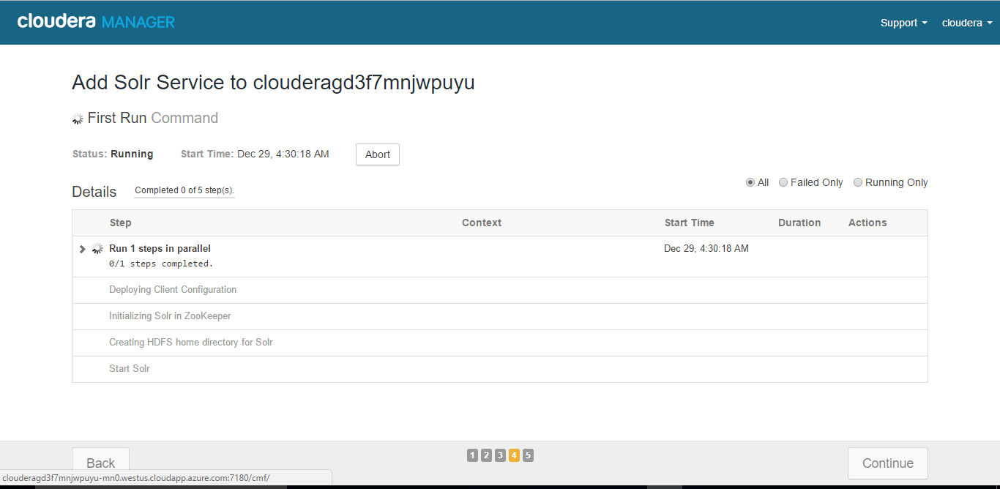 cloudera MANAGER
Support
cloudera
Add Solr Service to clouderagd3f7mnjwpuyu
First Run Command
Status: Running
Start Time: Dec 29, 4:30:18 AM
Abort
Details
Completed 0 of 5 step(s).
All
Failed Only
Running Only
Step
Context
Start Time
Duration
Actions
Run 1 steps in parallel
Dec 29, 4:30:18 AM
0/1 steps completed.
Deploying Client Configuration
Initializing Solr in ZooKeeper
Creating HDFS home directory for Solr
Start Solr
Back
1 2 3 4 5
Continue
clouderagd3f7mnjwpuyu-mn0.westus.cloudapp.azure.com:7180/cmf/